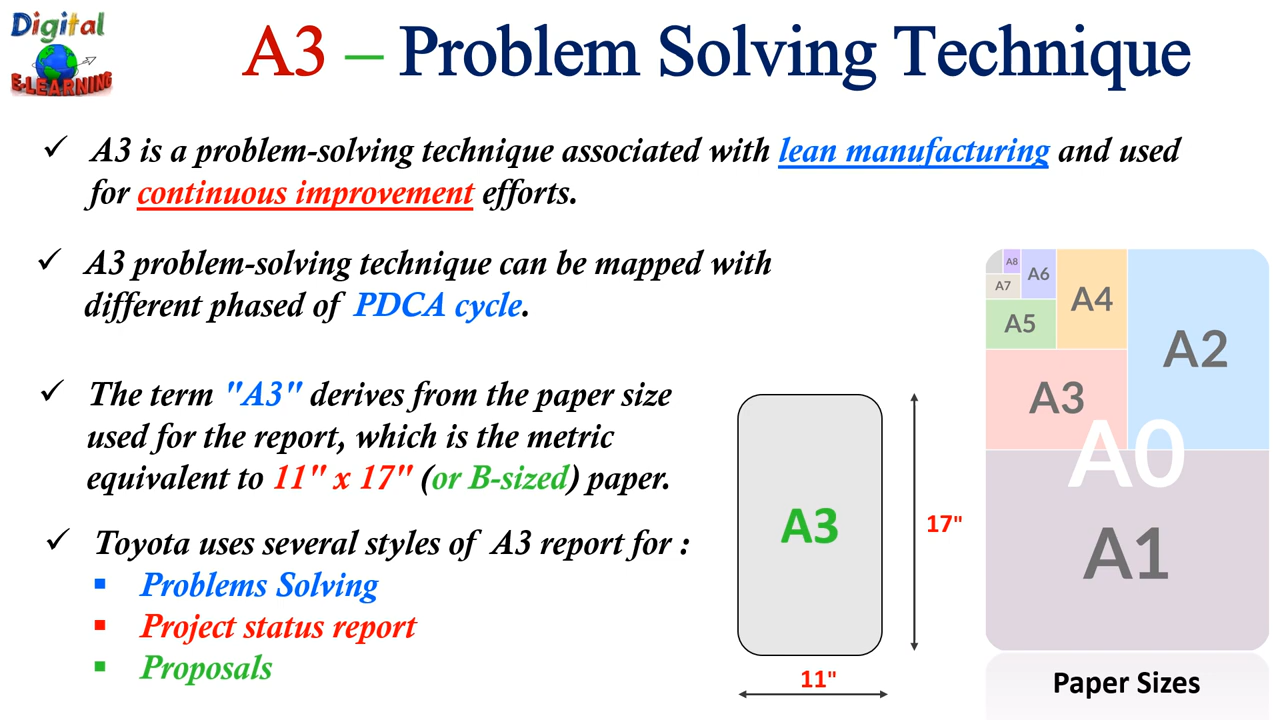 Digital
E-LEARNING
A3 – Problem Solving Technique
✓ A3 is a problem-solving technique associated with lean manufacturing and used
for continuous improvement efforts.
✓ A3 problem-solving technique can be mapped with
different phased of PDCA cycle.
✓ The term "A3" derives from the paper size
used for the report, which is the metric
equivalent to 11" x 17" (or B-sized) paper.
✓ Toyota uses several styles of A3 report for :
▪ Problems Solving
▪ Project status report
▪ Proposals
A3
17"
11"
A8
A7
A6
A5
A4
A3
A2
A0
A1
Paper Sizes